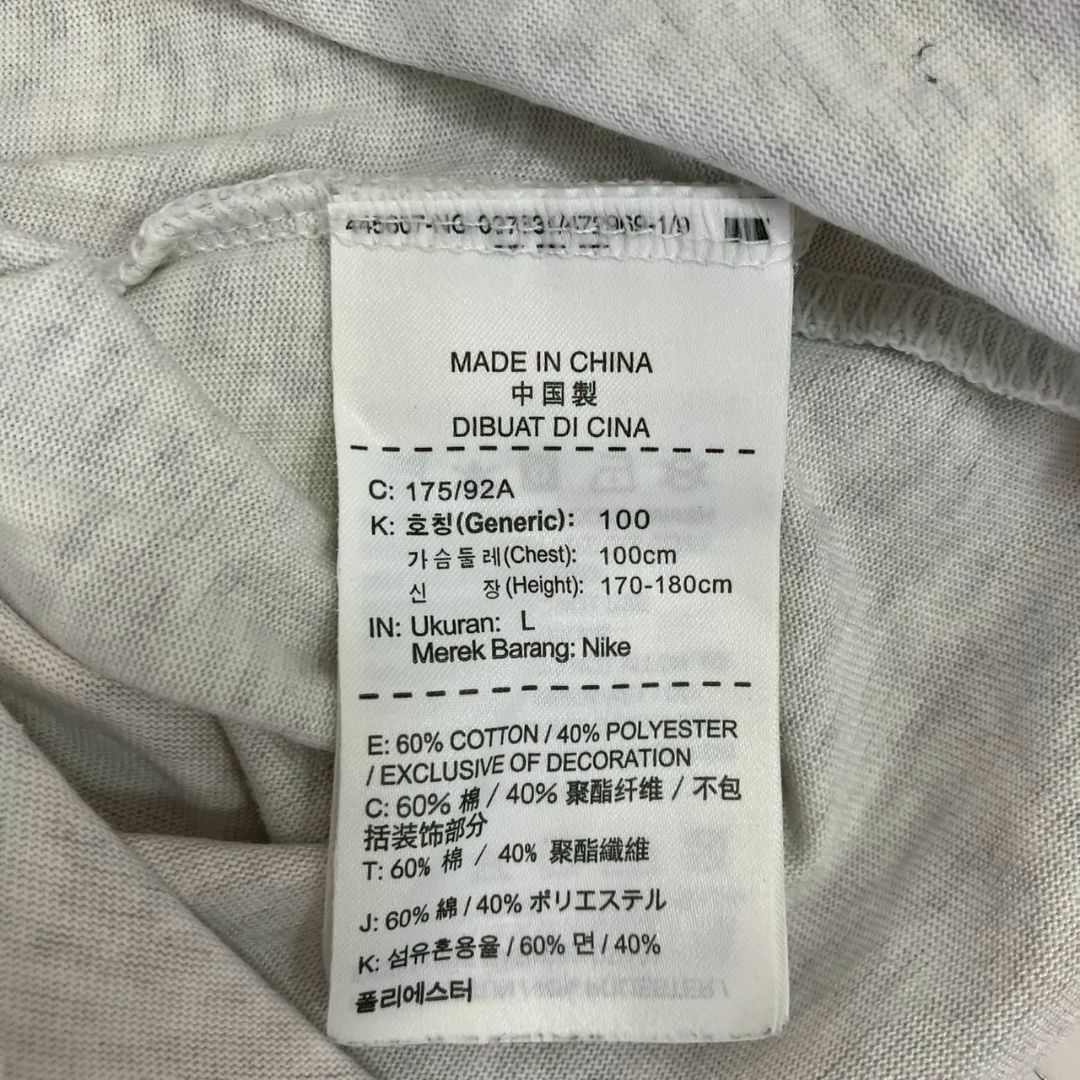 MADE IN CHINA
中国製
DIBUAT DI CINA
C: 175/92A
K: 호칭(Generic): 100
가슴둘레(Chest): 100cm
신 장(Height): 170-180cm
IN: Ukuran: L
Merek Barang: Nike
E: 60% COTTON / 40% POLYESTER
/ EXCLUSIVE OF DECORATION
C: 60% 棉 / 40% 聚酯纤维 / 不包
括装饰部分
T: 60% 棉 / 40% 聚酯纖維
J: 60% 綿 / 40% ポリエステル
K: 섬유혼용율 / 60% 면 / 40%
폴리에스터